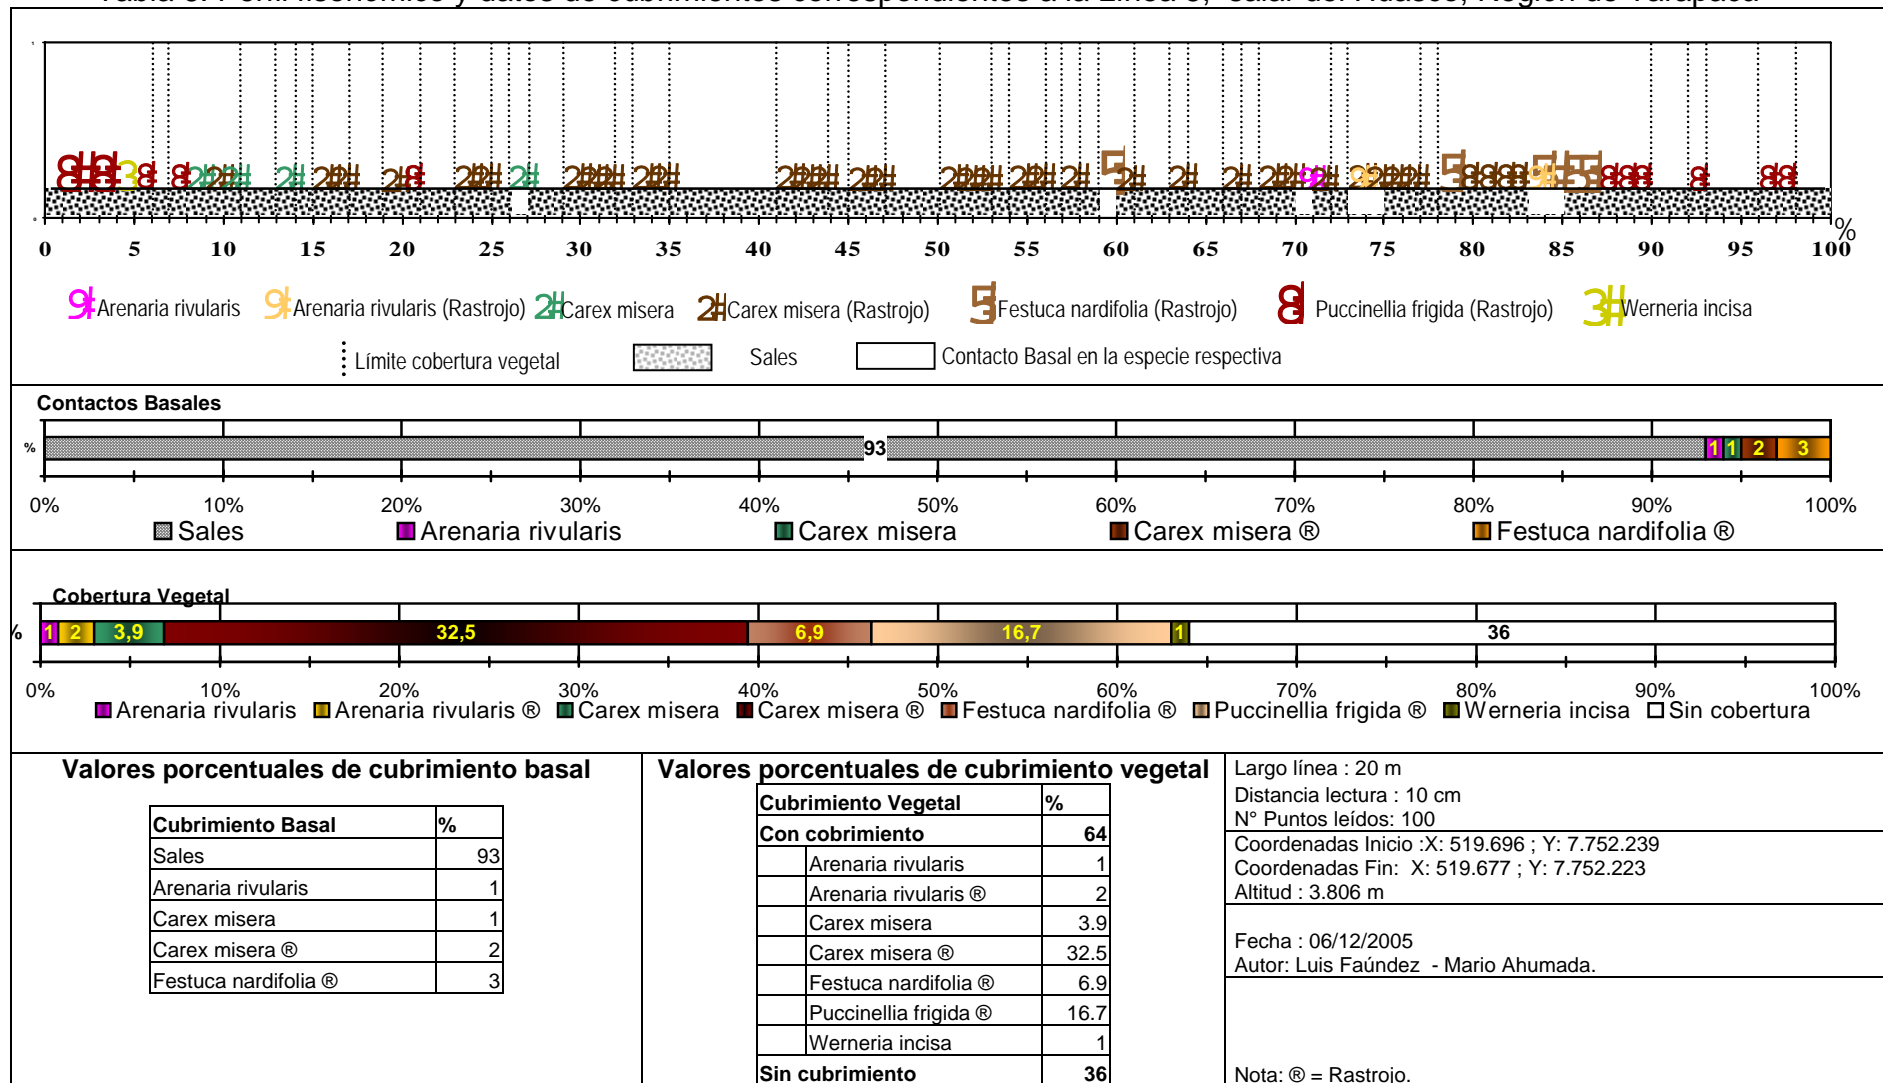 %
0 5 10 15 20 25 30 35 40 45 50 55 60 65 70 75 80 85 90 95 100
Arenaria rivularis Arenaria rivularis (Rastrojo) Carex misera Carex misera (Rastrojo) Festuca nardifolia (Rastrojo) Puccinellia frigida (Rastrojo) Werneria incisa
Límite cobertura vegetal Sales Contacto Basal en la especie respectiva
Contactos Basales
% 93 1 1 2 3
0% 10% 20% 30% 40% 50% 60% 70% 80% 90% 100%
Sales Arenaria rivularis Carex misera Carex misera ® Festuca nardifolia ®
Cobertura Vegetal
% 1 2 3,9 32,5 6,9 16,7 1 36
0% 10% 20% 30% 40% 50% 60% 70% 80% 90% 100%
Arenaria rivularis Arenaria rivularis ® Carex misera Carex misera ® Festuca nardifolia ® Puccinellia frigida ® Werneria incisa Sin cobertura
Valores porcentuales de cubrimiento basal
Cubrimiento Basal %
Sales 93
Arenaria rivularis 1
Carex misera 1
Carex misera ® 2
Festuca nardifolia ® 3
Valores porcentuales de cubrimiento vegetal
Cubrimiento Vegetal %
Con cobrimiento 64
Arenaria rivularis 1
Arenaria rivularis ® 2
Carex misera 3.9
Carex misera ® 32.5
Festuca nardifolia ® 6.9
Puccinellia frigida ® 16.7
Werneria incisa 1
Sin cubrimiento 36
Largo línea : 20 m
Distancia lectura : 10 cm
N° Puntos leídos: 100
Coordenadas Inicio :X: 519.696 ; Y: 7.752.239
Coordenadas Fin: X: 519.677 ; Y: 7.752.223
Altitud : 3.806 m
Fecha : 06/12/2005
Autor: Luis Faúndez - Mario Ahumada.
Nota: ® = Rastrojo.